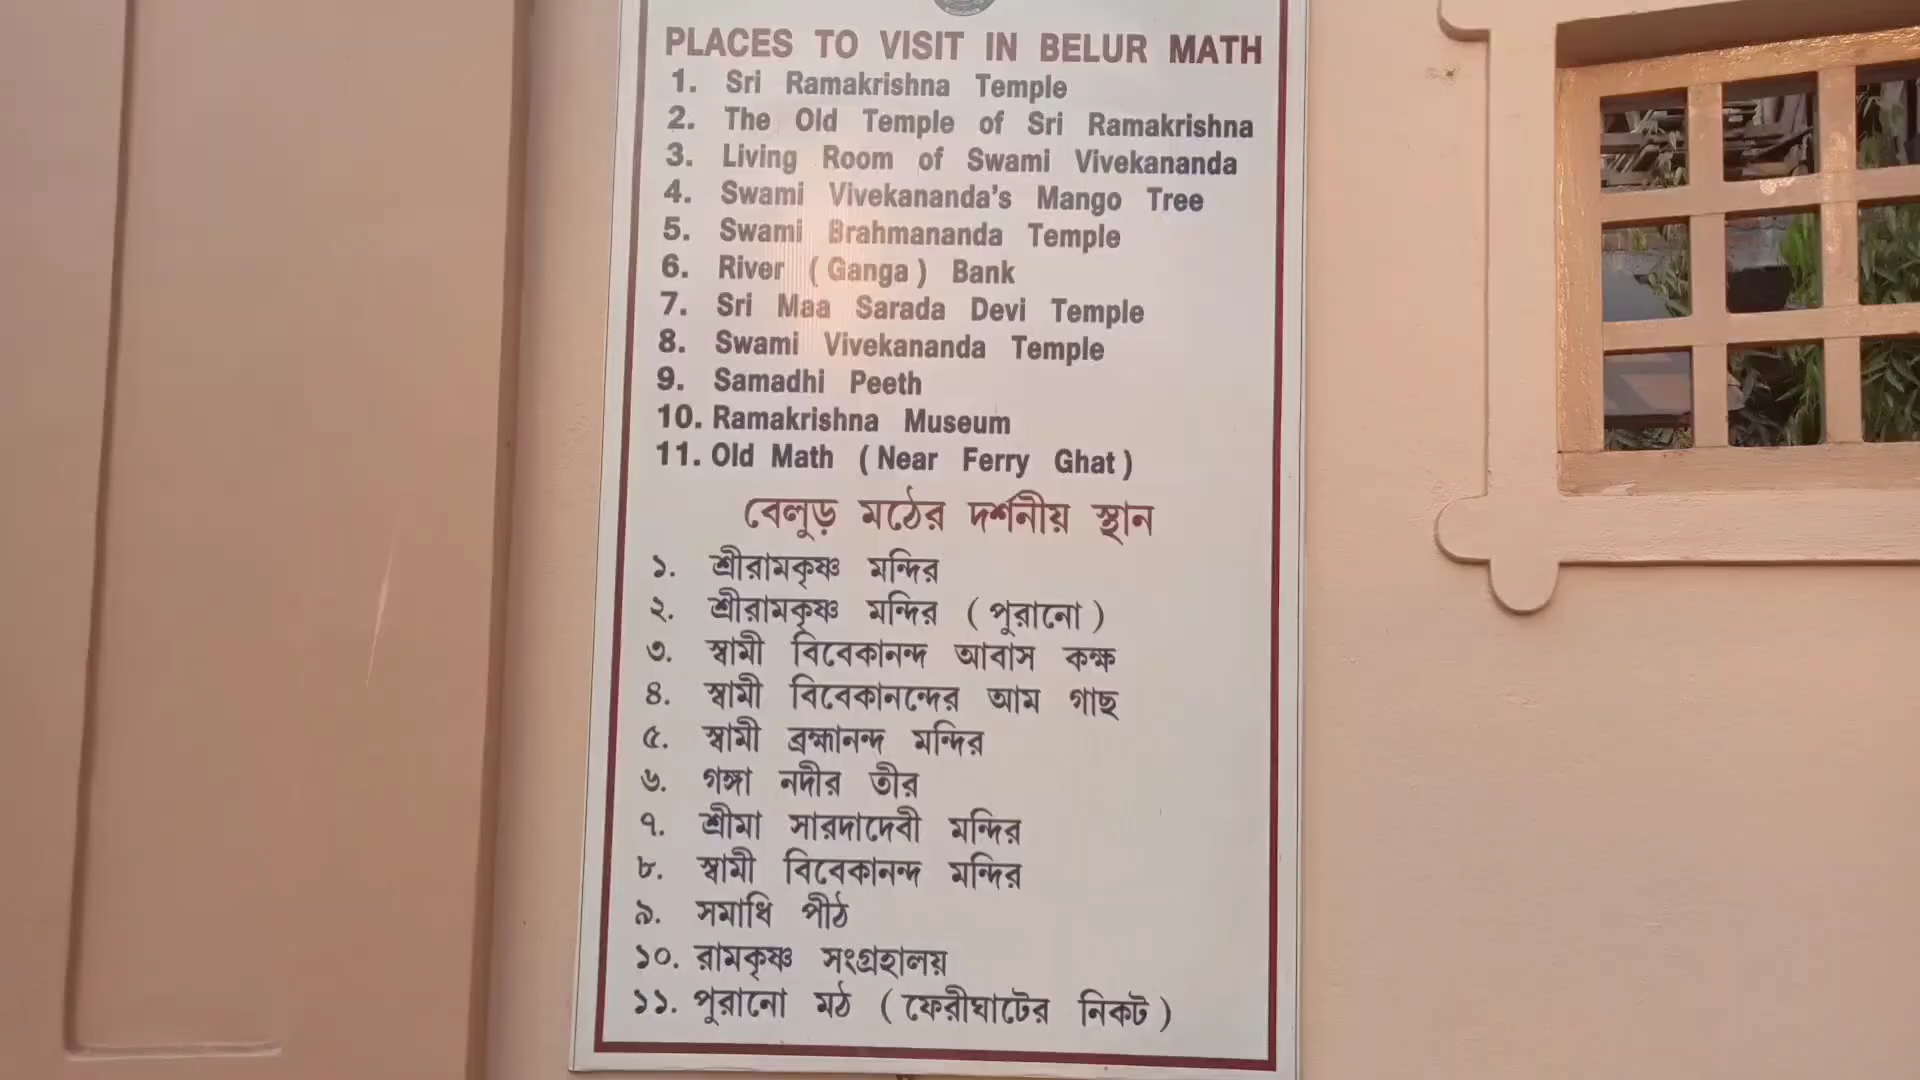 PLACES TO VISIT IN BELUR MATH
1. Sri Ramakrishna Temple
2. The Old Temple of Sri Ramakrishna
3. Living Room of Swami Vivekananda
4. Swami Vivekananda's Mango Tree
5. Swami Brahmananda Temple
6. River ( Ganga ) Bank
7. Sri Maa Sarada Devi Temple
8. Swami Vivekananda Temple
9. Samadhi Peeth
10. Ramakrishna Museum
11. Old Math ( Near Ferry Ghat )
বেলুড় মঠের দর্শনীয় স্থান
১. শ্রীরামকৃষ্ণ মন্দির
২. শ্রীরামকৃষ্ণ মন্দির ( পুরানো )
৩. স্বামী বিবেকানন্দ আবাস কক্ষ
৪. স্বামী বিবেকানন্দের আম গাছ
৫. স্বামী ব্রহ্মানন্দ মন্দির
৬. গঙ্গা নদীর তীর
৭. শ্রীমা সারদাদেবী মন্দির
৮. স্বামী বিবেকানন্দ মন্দির
৯. সমাধি পীঠ
১০. রামকৃষ্ণ সংগ্রহালয়
১১. পুরানো মঠ ( ফেরীঘাটের নিকট )